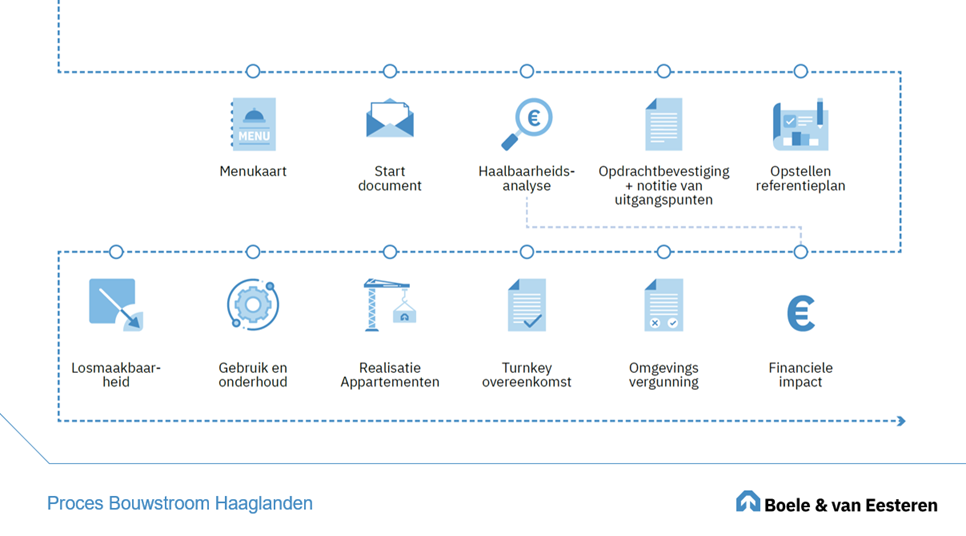 MENU
Menukaart
Start
document
Haalbaarheids-
analyse
Opdrachtbevestiging
+ notitie van
uitgangspunten
Opstellen
referentieplan
Losmaakbaar-
heid
Gebruik en
onderhoud
Realisatie
Appartementen
Turnkey
overeenkomst
Omgevings
vergunning
Financiele
impact
Proces Bouwstroom Haaglanden
Boele & van Eesteren